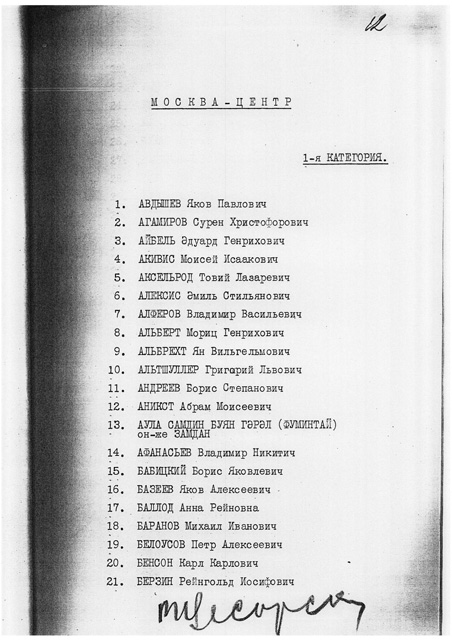 12
МОСКВА-ЦЕНТР
1-я КАТЕГОРИЯ.
1. АВДЫШЕВ Яков Павлович
2. АГАМИРОВ Сурен Христофорович
3. АЙБЕЛЬ Эдуард Генрихович
4. АКИВИС Моисей Исаакович
5. АКСЕЛЬРОД Товий Лазаревич
6. АЛЕКСИС Эмиль Стильянович
7. АЛФЕРОВ Владимир Васильевич
8. АЛЬБЕРТ Мориц Генрихович
9. АЛЬБРЕХТ Ян Вильгельмович
10. АЛЬТШУЛЛЕР Григорий Львович
11. АНДРЕЕВ Борис Степанович
12. АНИКСТ Абрам Моисеевич
13. АУЛА САМДИН БУЯН ГЭРЭЛ (ФУМИНТАЙ)
он-же ЗАМДАН
14. АФАНАСЬЕВ Владимир Никитич
15. БАБИЦКИЙ Борис Яковлевич
16. БАЗЕЕВ Яков Алексеевич
17. БАЛЛОД Анна Рейновна
18. БАРАНОВ Михаил Иванович
19. БЕЛОУСОВ Петр Алексеевич
20. БЕНСОН Карл Карлович
21. БЕРЗИН Рейнгольд Иосифович